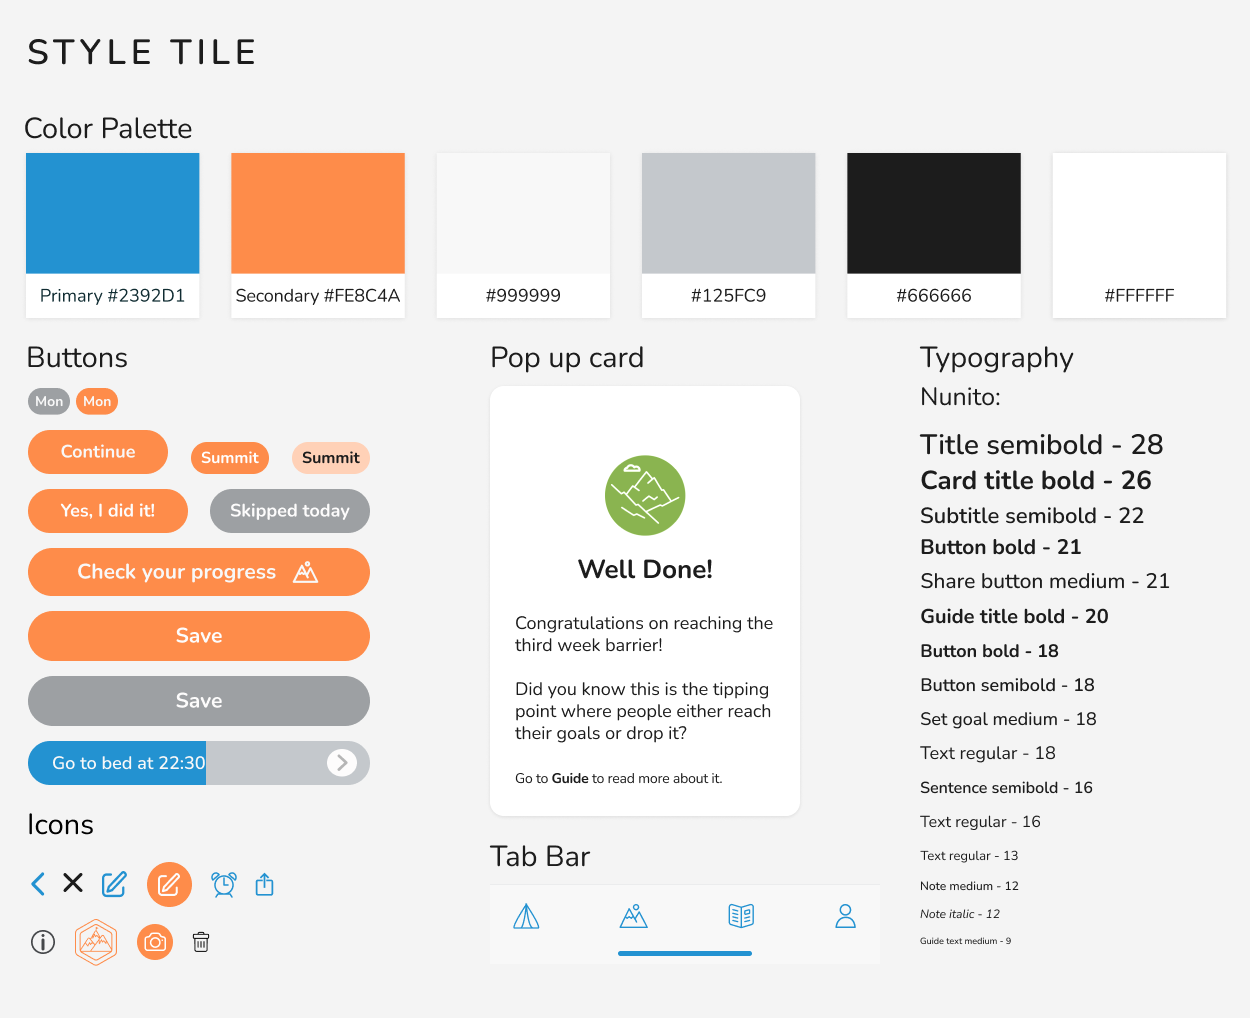 STYLE TILE
Color Palette
Primary #2392D1
Secondary #FE8C4A
#999999
#125FC9
#666666
#FFFFFF
Buttons
Mon
Mon
Continue
Summit
Summit
Yes, I did it!
Skipped today
Check your progress
Save
Save
Go to bed at 22:30
Icons
Pop up card
Well Done!
Congratulations on reaching the
third week barrier!
Did you know this is the tipping
point where people either reach
their goals or drop it?
Go to Guide to read more about it.
Tab Bar
Typography
Nunito:
Title semibold - 28
Card title bold - 26
Subtitle semibold - 22
Button bold - 21
Share button medium - 21
Guide title bold - 20
Button bold - 18
Button semibold - 18
Set goal medium - 18
Text regular - 18
Sentence semibold - 16
Text regular - 16
Text regular - 13
Note medium - 12
Note italic - 12
Guide text medium - 9